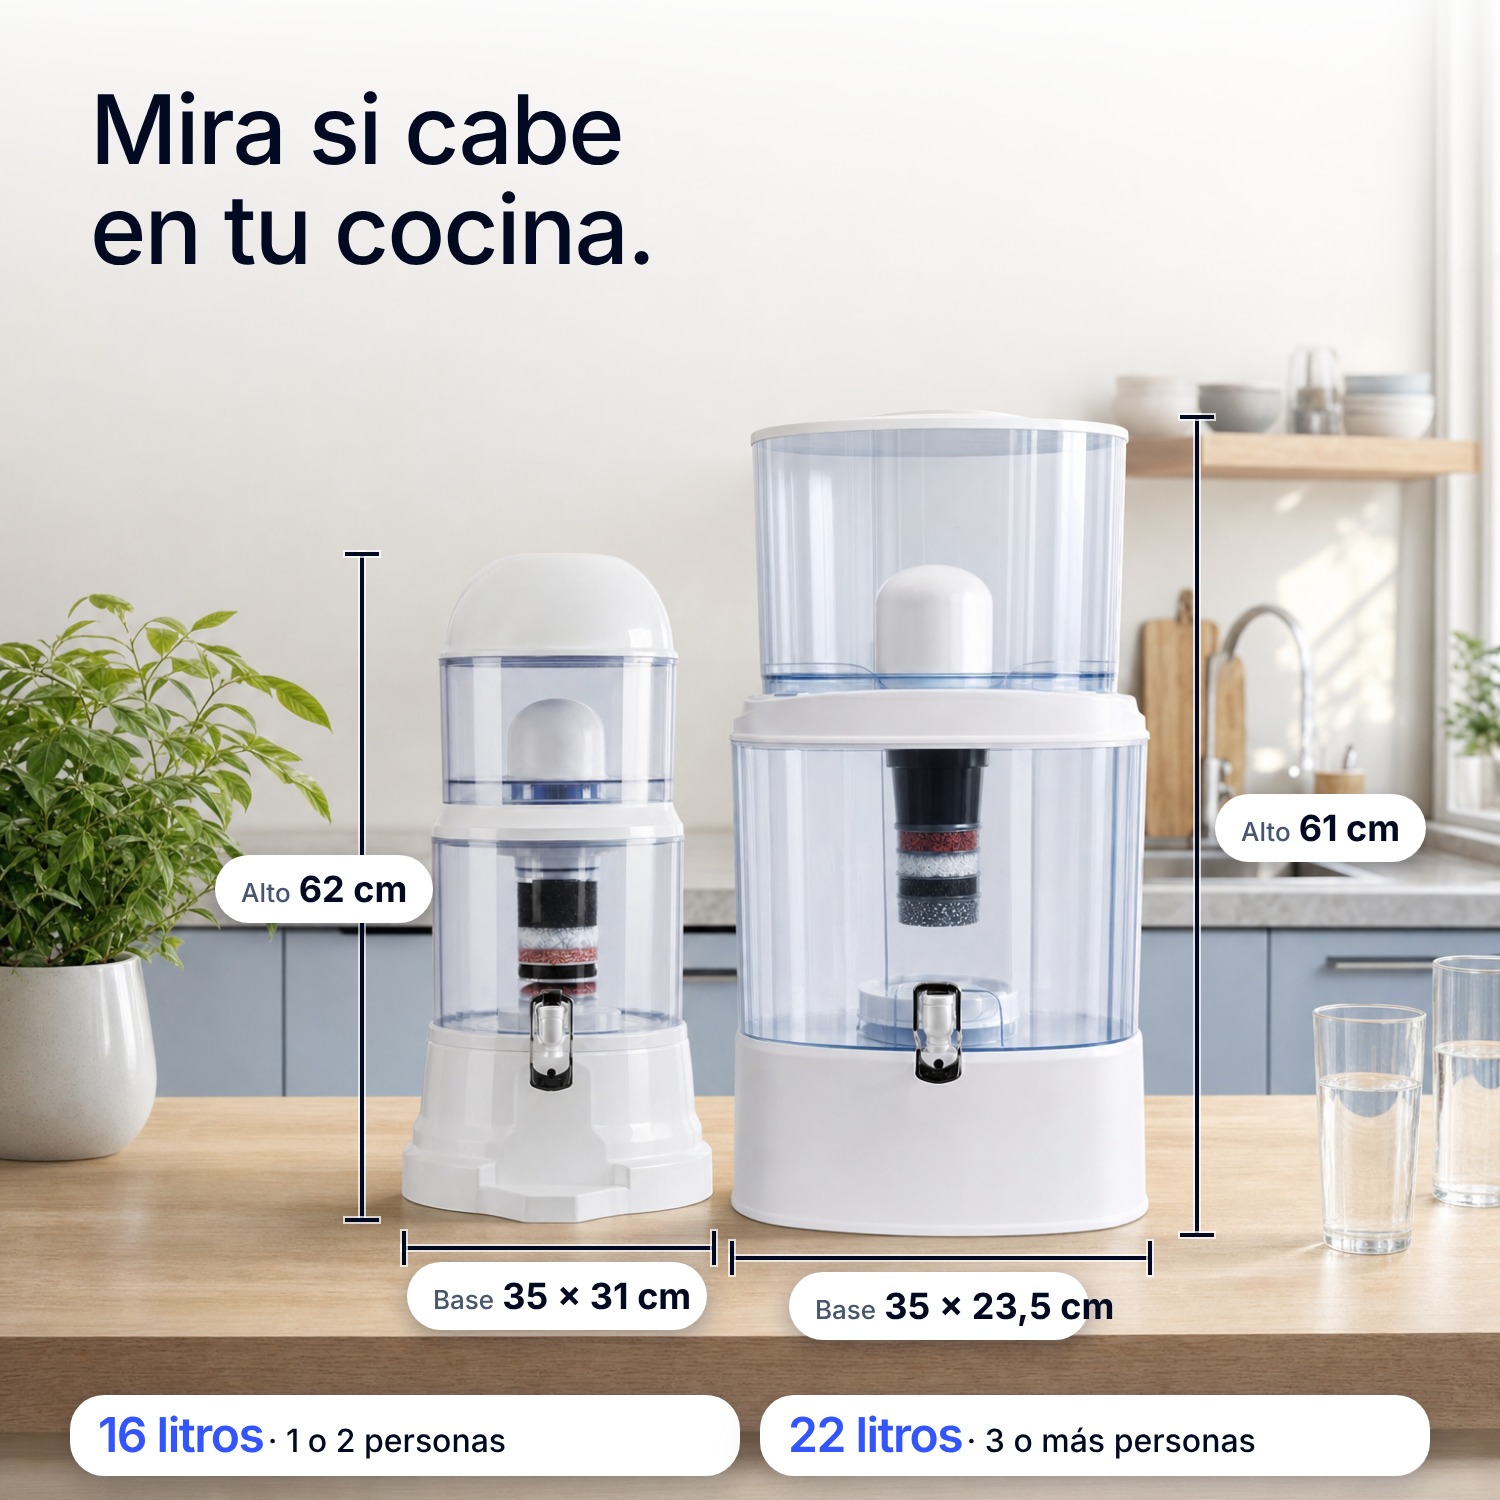 Mira si cabe
en tu cocina.
Alto 62 cm
Alto 61 cm
Base 35 × 31 cm
Base 35 × 23,5 cm
16 litros · 1 o 2 personas
22 litros · 3 o más personas